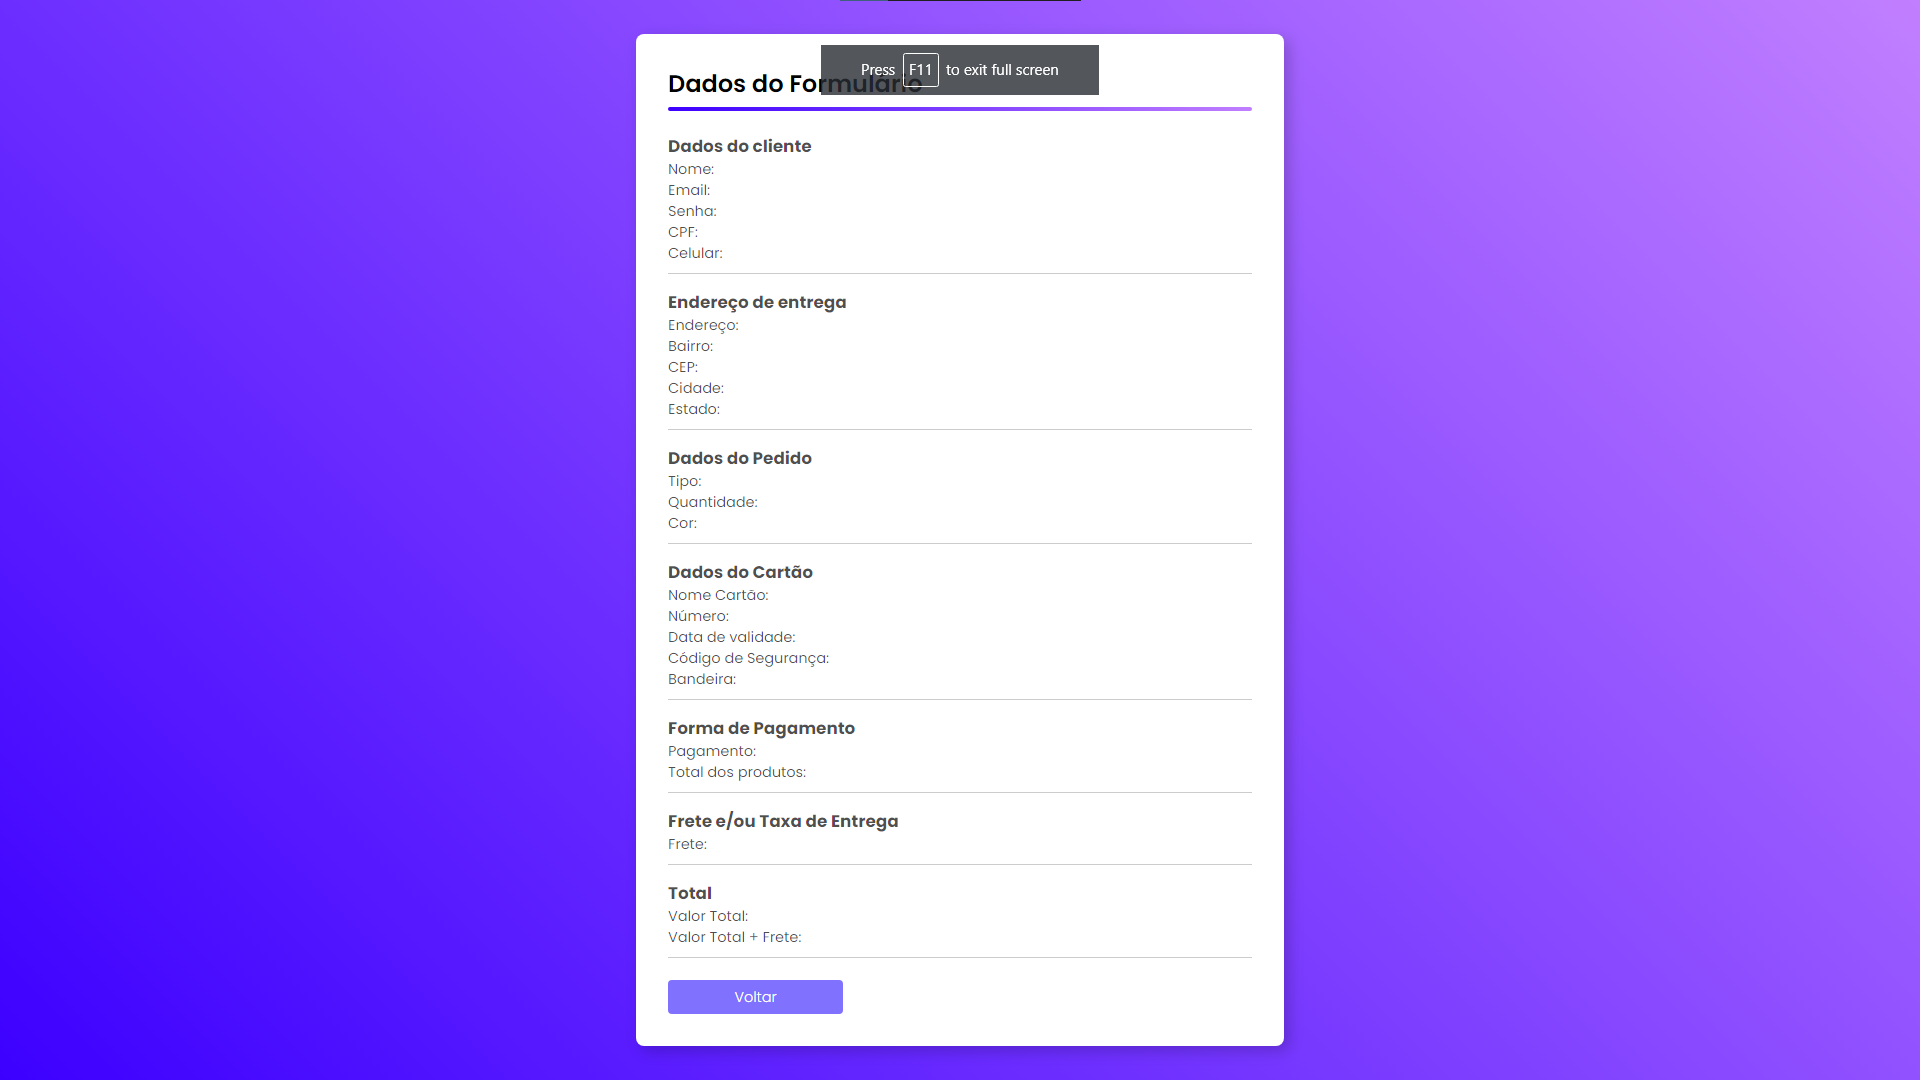 Press F11 to exit full screen
Dados do Formulário
Dados do cliente
Nome:
Email:
Senha:
CPF:
Celular:
Endereço de entrega
Endereço:
Bairro:
CEP:
Cidade:
Estado:
Dados do Pedido
Tipo:
Quantidade:
Cor:
Dados do Cartão
Nome Cartão:
Número:
Data de validade:
Código de Segurança:
Bandeira:
Forma de Pagamento
Pagamento:
Total dos produtos:
Frete e/ou Taxa de Entrega
Frete:
Total
Valor Total:
Valor Total + Frete:
Voltar